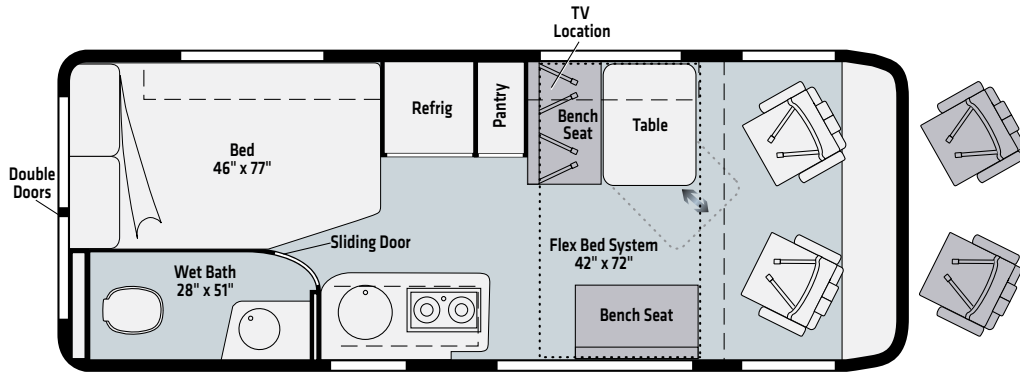 TV
Location
Refrig
Pantry
Bench
Seat
Table
Bed
46" x 77"
Double
Doors
Sliding Door
Flex Bed System
42" x 72"
Wet Bath
28" x 51"
Bench Seat